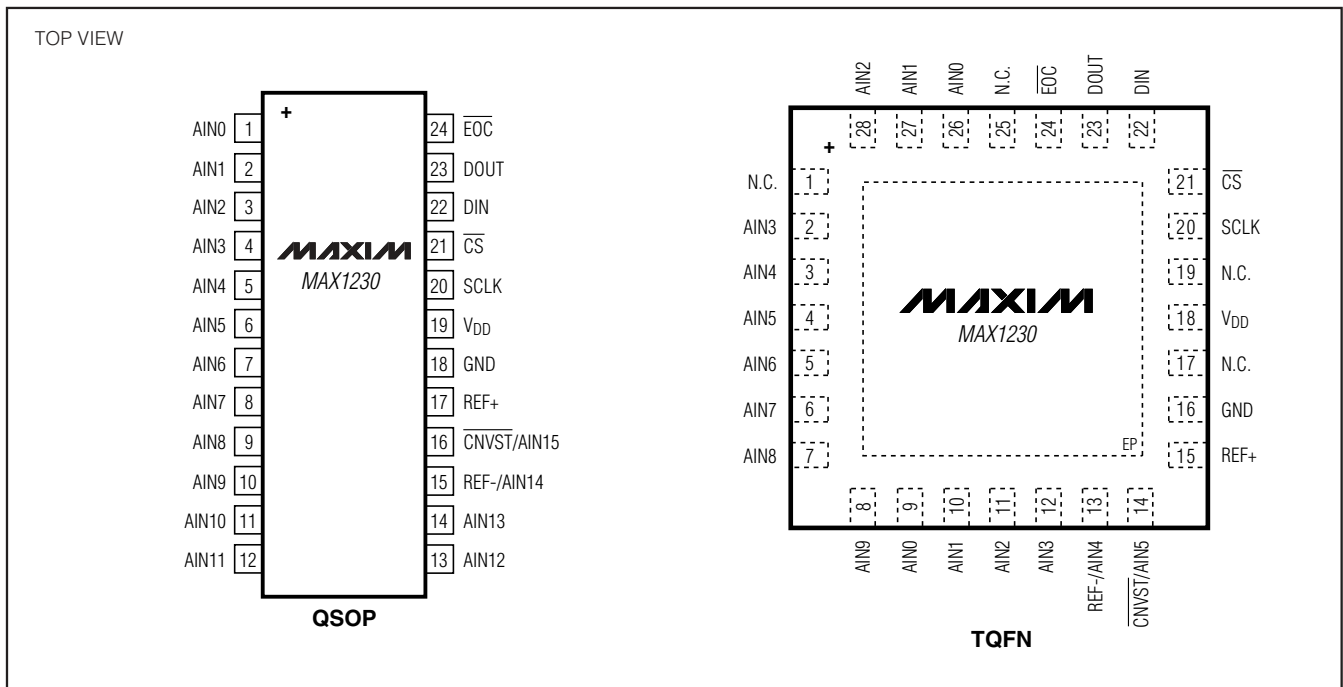 TOP VIEW
+
MAXIM
MAX1230
AIN0 1
AIN1 2
AIN2 3
AIN3 4
AIN4 5
AIN5 6
AIN6 7
AIN7 8
AIN8 9
AIN9 10
AIN10 11
AIN11 12
24 EOC
23 DOUT
22 DIN
21 CS
20 SCLK
19 VDD
18 GND
17 REF+
16 CNVST/AIN15
15 REF-/AIN14
14 AIN13
13 AIN12
QSOP
AIN2 AIN1 AIN0 N.C. EOC DOUT DIN
28 27 26 25 24 23 22
+
N.C. 1
AIN3 2
AIN4 3
AIN5 4
AIN6 5
AIN7 6
AIN8 7
MAXIM
MAX1230
EP
21 CS
20 SCLK
19 N.C.
18 VDD
17 N.C.
16 GND
15 REF+
8 9 10 11 12 13 14
AIN9 AIN0 AIN1 AIN2 AIN3 REF-/AIN4 CNVST/AIN5
TQFN